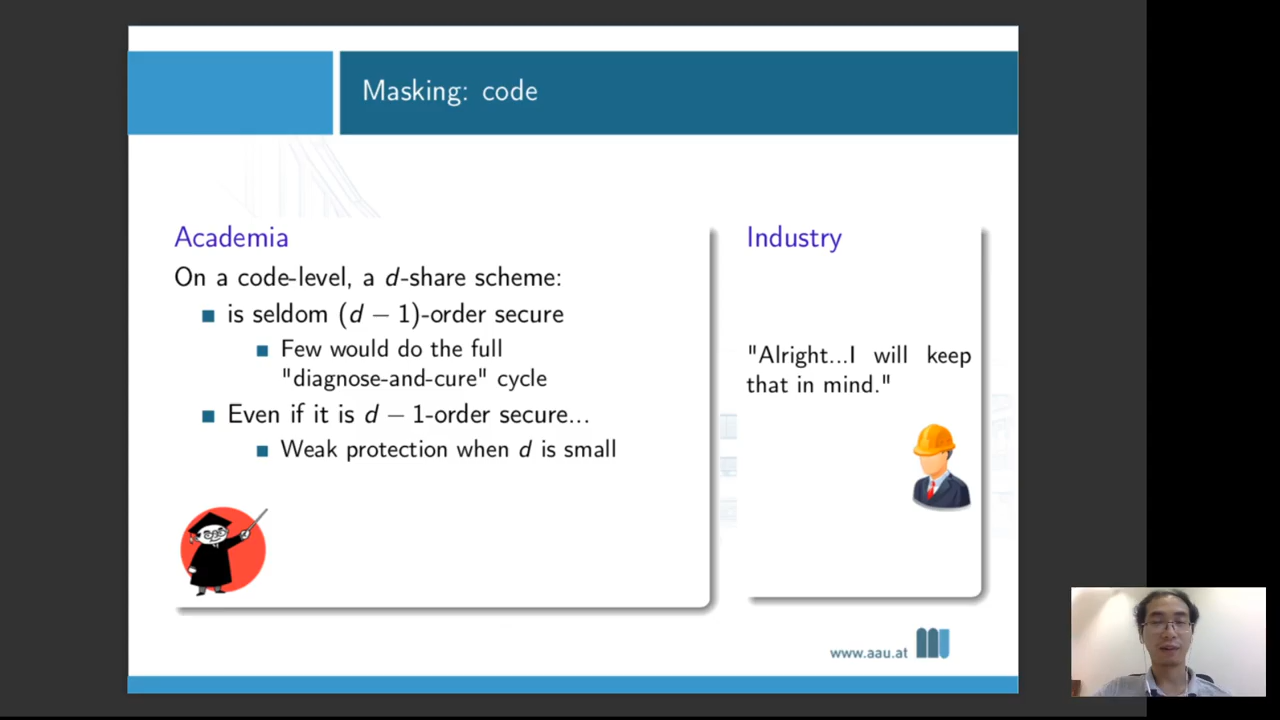 Masking: code
Academia
On a code-level, a d-share scheme:
is seldom (d − 1)-order secure
Few would do the full
"diagnose-and-cure" cycle
Even if it is d − 1-order secure...
Weak protection when d is small
Industry
"Alright...I will keep
that in mind."
www.aau.at